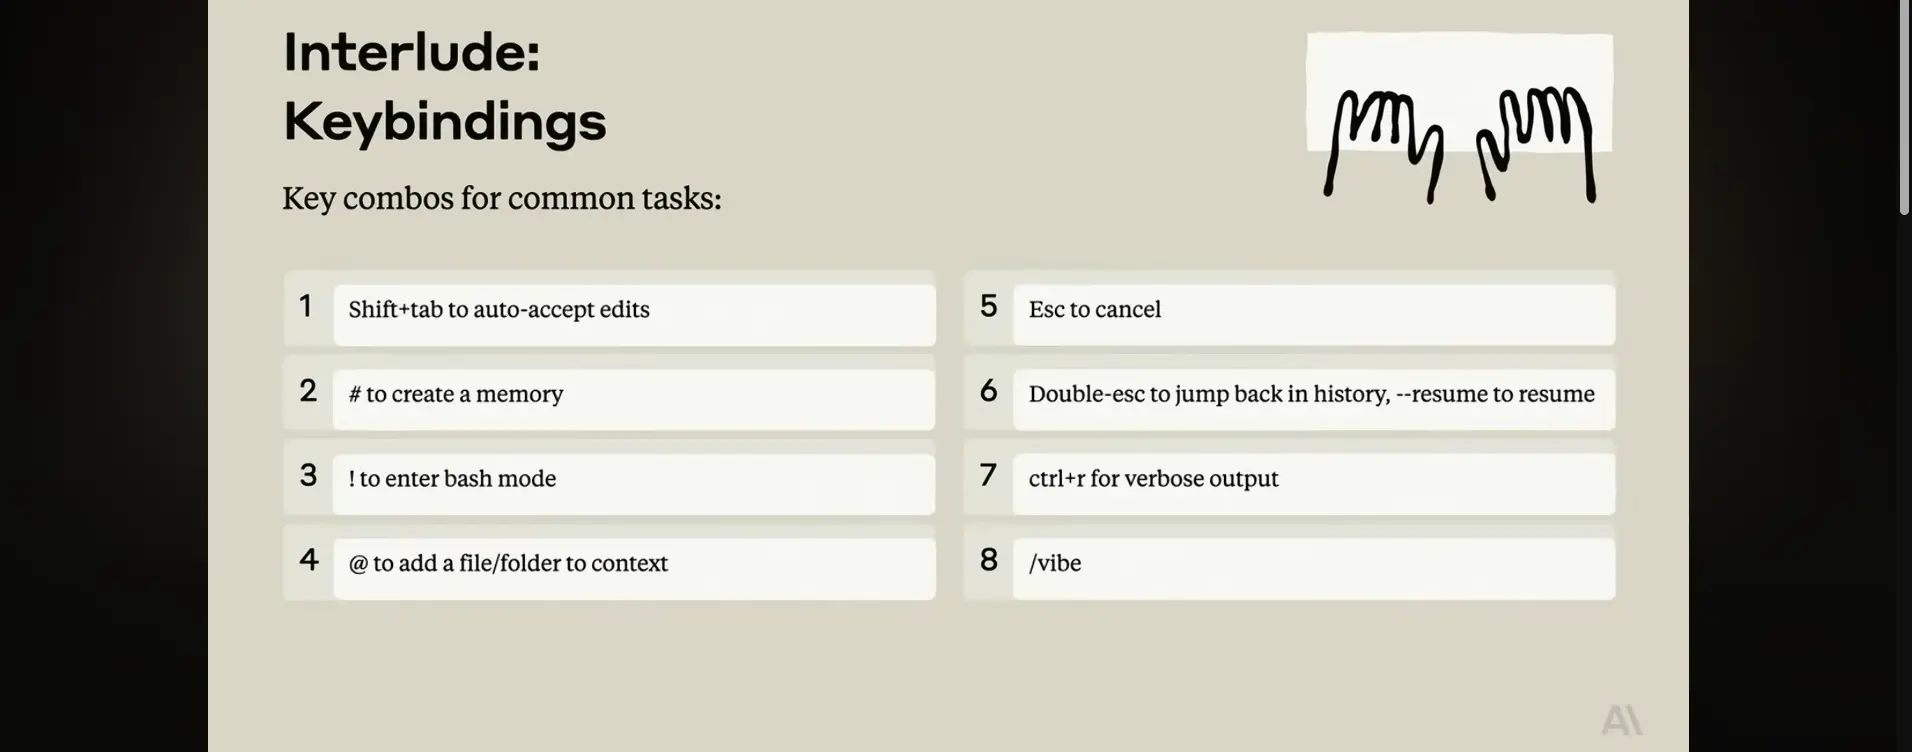 Interlude:
Keybindings
Key combos for common tasks:
1 Shift+tab to auto-accept edits
2 # to create a memory
3 ! to enter bash mode
4 @ to add a file/folder to context
5 Esc to cancel
6 Double-esc to jump back in history, --resume to resume
7 ctrl+r for verbose output
8 /vibe
A\